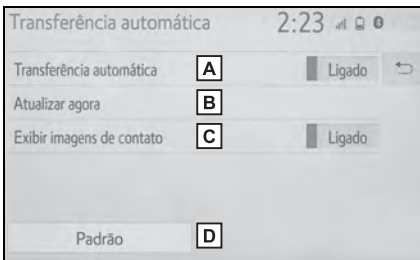 Transferência automática 2:23
Transferência automática A Ligado
Atualizar agora B
Exibir imagens de contato C Ligado
Padrão D